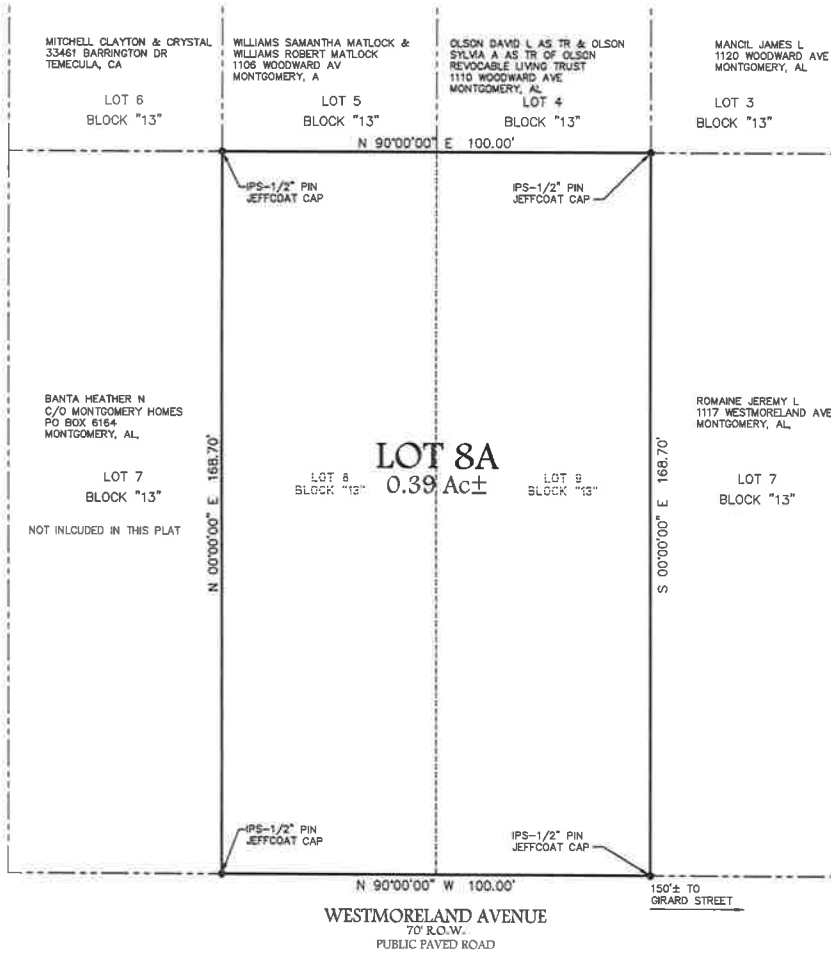 MITCHELL CLAYTON & CRYSTAL
33461 BARRINGTON DR
TEMECULA, CA
LOT 6
BLOCK "13"
WILLIAMS SAMANTHA MATLOCK &
WILLIAMS ROBERT MATLOCK
1106 WOODWARD AV
MONTGOMERY, A
LOT 5
BLOCK "13"
OLSON DAVID L AS TR & OLSON
SYLVIA A AS TR OF OLSON
REVOCABLE LIVING TRUST
1110 WOODWARD AVE
MONTGOMERY, AL
LOT 4
BLOCK "13"
MANCIL JAMES L
1120 WOODWARD AVE
MONTGOMERY, AL
LOT 3
BLOCK "13"
N 90°00'00" E 100.00'
IPS-1/2" PIN
JEFFCOAT CAP
IPS-1/2" PIN
JEFFCOAT CAP
BANTA HEATHER N
C/O MONTGOMERY HOMES
PO BOX 6164
MONTGOMERY, AL,
LOT 7
BLOCK "13"
NOT INLCUDED IN THIS PLAT
N 00°00'00" E 168.70'
LOT 8
BLOCK "13"
LOT 8A
0.39 Ac±
LOT 9
BLOCK "13"
S 00°00'00" E 168.70'
ROMAINE JEREMY L
1117 WESTMORELAND AVE
MONTGOMERY, AL,
LOT 7
BLOCK "13"
IPS-1/2" PIN
JEFFCOAT CAP
IPS-1/2" PIN
JEFFCOAT CAP
N 90°00'00" W 100.00'
150'± TO
GIRARD STREET
WESTMORELAND AVENUE
70' R.O.W.
PUBLIC PAVED ROAD